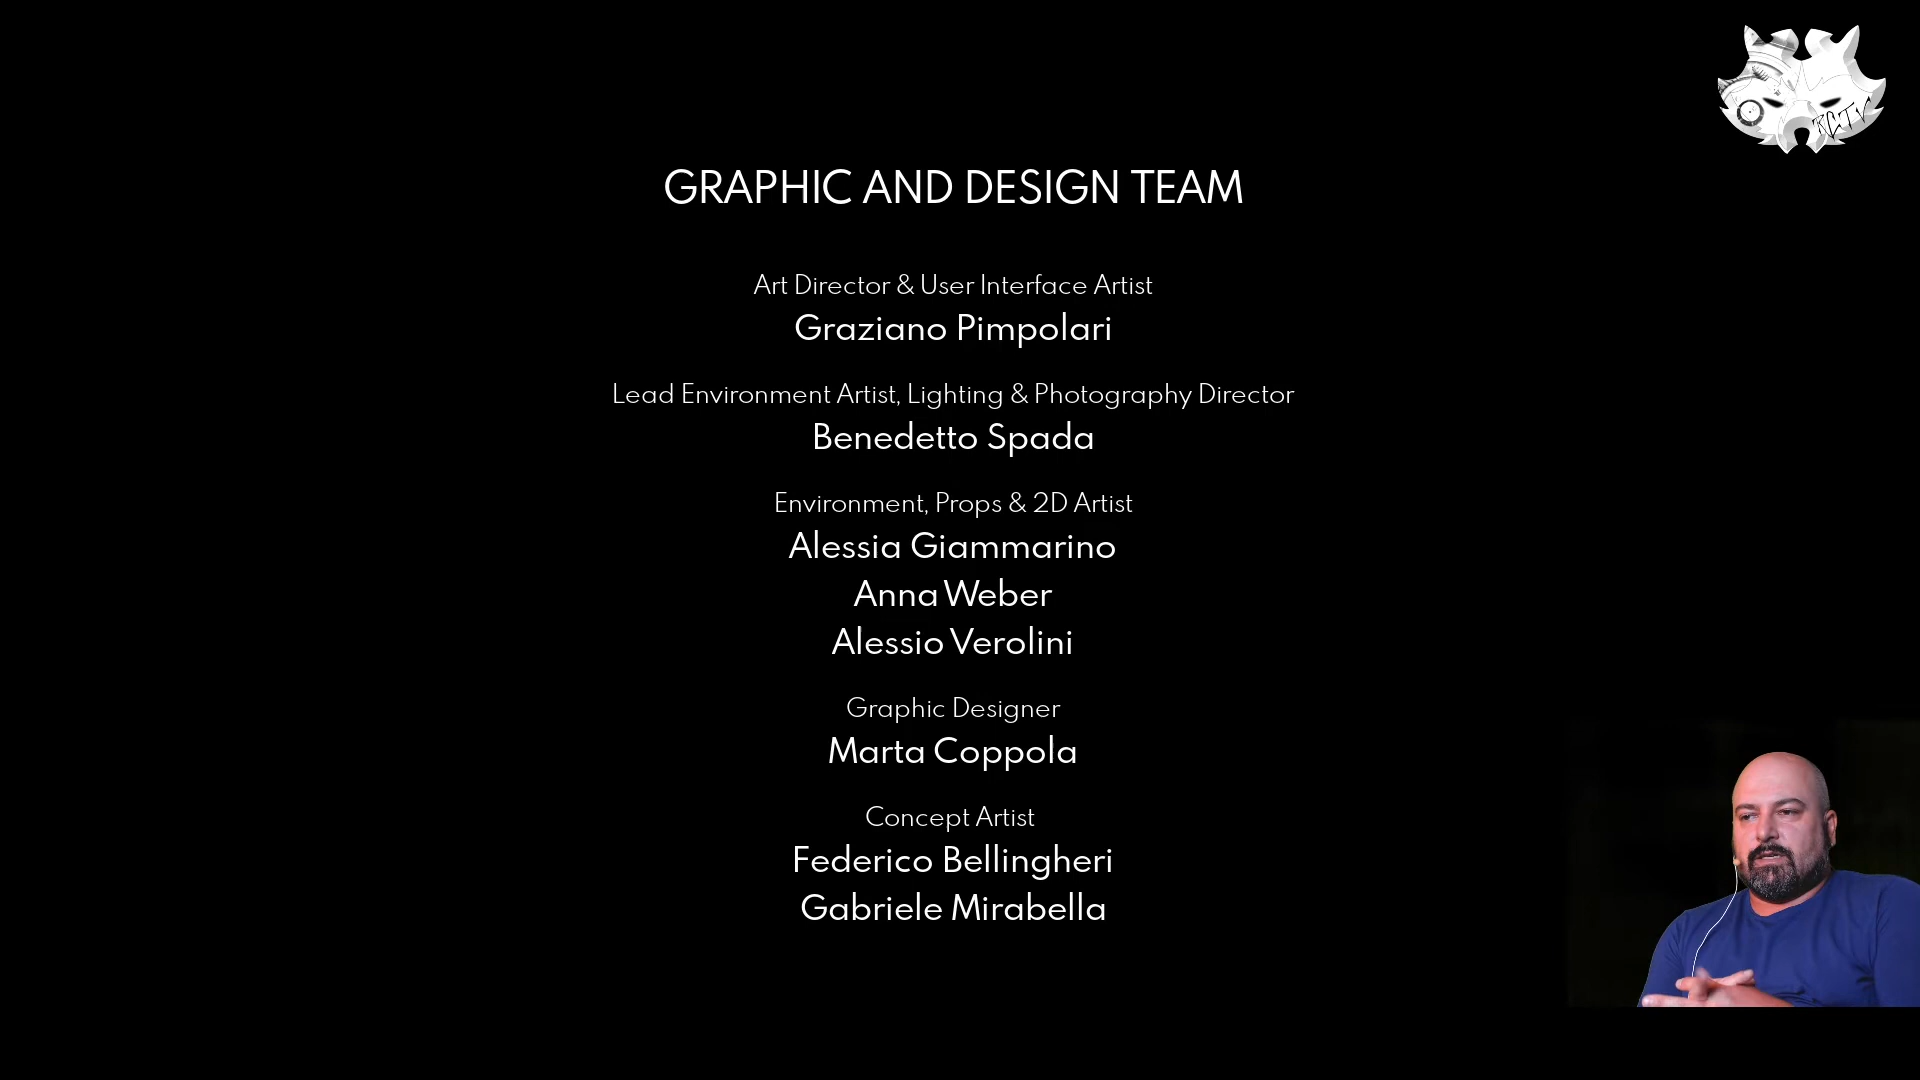 RCTV
GRAPHIC AND DESIGN TEAM
Art Director & User Interface Artist
Graziano Pimpolari
Lead Environment Artist, Lighting & Photography Director
Benedetto Spada
Environment, Props & 2D Artist
Alessia Giammarino
Anna Weber
Alessio Verolini
Graphic Designer
Marta Coppola
Concept Artist
Federico Bellingheri
Gabriele Mirabella